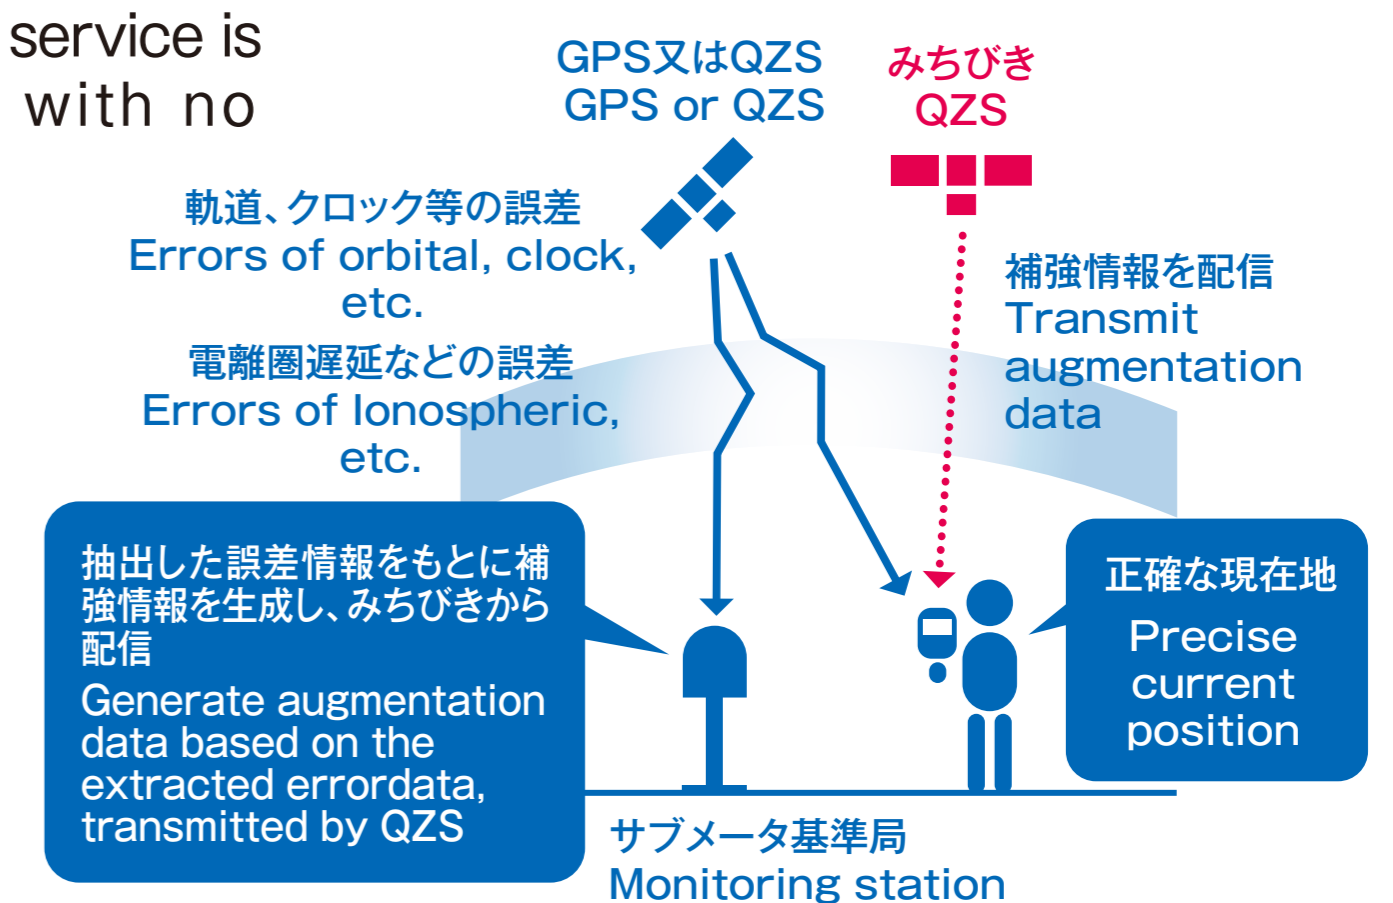 service is
with no
GPS又はQZS
GPS or QZS
みちびき
QZS
軌道、クロック等の誤差
Errors of orbital, clock,
etc.
電離圏遅延などの誤差
Errors of Ionospheric,
etc.
補強情報を配信
Transmit
augmentation
data
抽出した誤差情報をもとに補
強情報を生成し、みちびきから
配信
Generate augmentation
data based on the
extracted errordata,
transmitted by QZS
正確な現在地
Precise
current
position
サブメータ基準局
Monitoring station